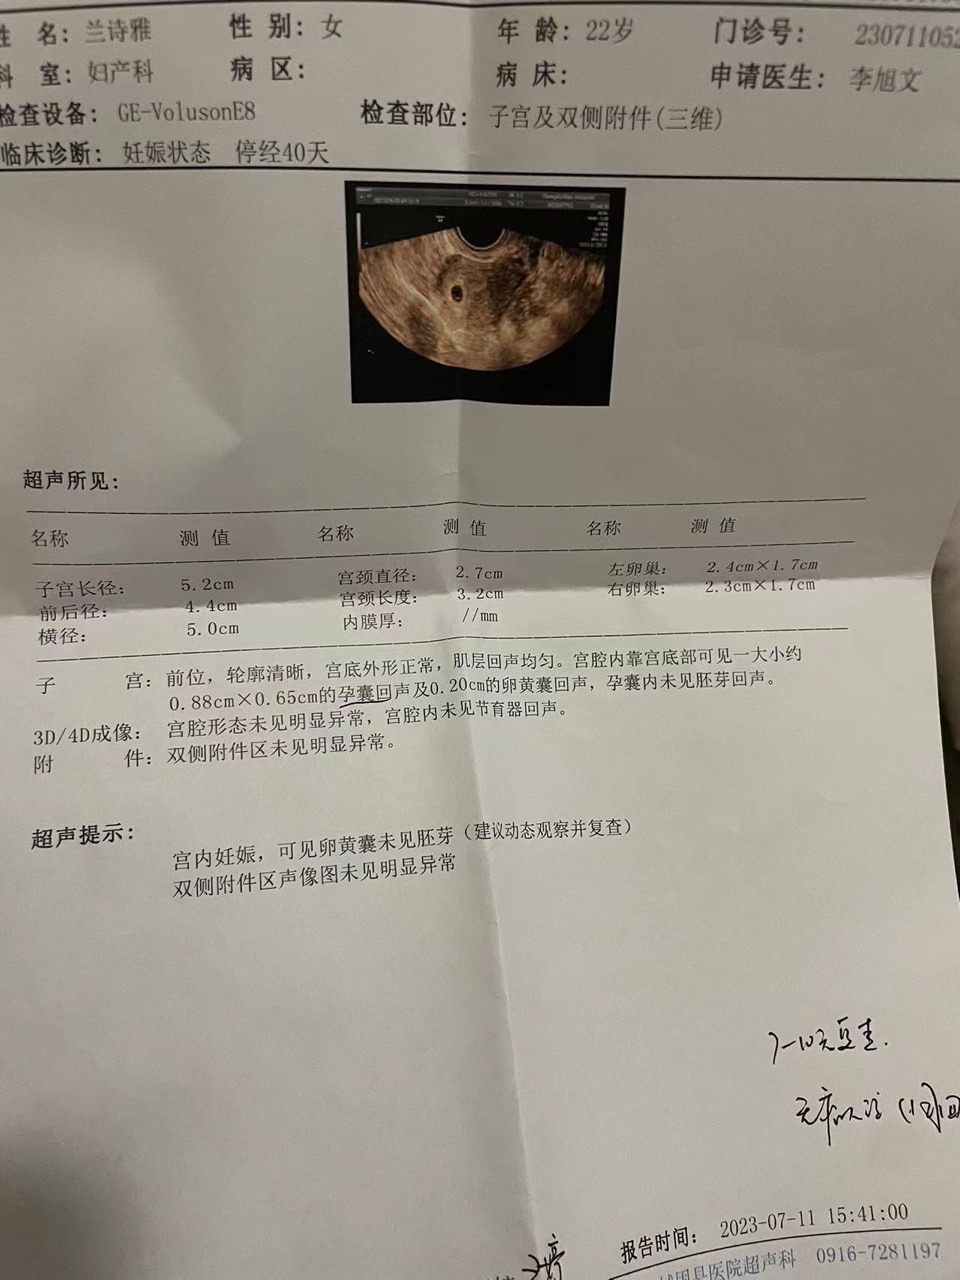 名: 兰诗雅 性 别: 女 年 龄: 22岁 门诊号: 230711052
室: 妇产科 病 区: 病 床: 申请医生: 李旭文
检查设备: GE-VolusonE8 检查部位: 子宫及双侧附件(三维)
临床诊断: 妊娠状态 停经40天
超声所见:
名称 测 值 名称 测 值 名称 测 值
子宫长径: 5.2cm 宫颈直径: 2.7cm 左卵巢: 2.4cm×1.7cm
前后径: 4.4cm 宫颈长度: 3.2cm 右卵巢: 2.3cm×1.7cm
横径: 5.0cm 内膜厚: //mm
子 宫: 前位，轮廓清晰，宫底外形正常，肌层回声均匀。宫腔内靠宫底部可见一大小约
0.88cm×0.65cm的孕囊回声及0.20cm的卵黄囊回声，孕囊内未见胚芽回声。
3D/4D成像: 宫腔形态未见明显异常，宫腔内未见节育器回声。
附 件: 双侧附件区未见明显异常。
超声提示:
宫内妊娠，可见卵黄囊未见胚芽（建议动态观察并复查）
双侧附件区声像图未见明显异常
7-10天复查.
报告时间: 2023-07-11 15:41:00
县医院超声科 0916-7281197